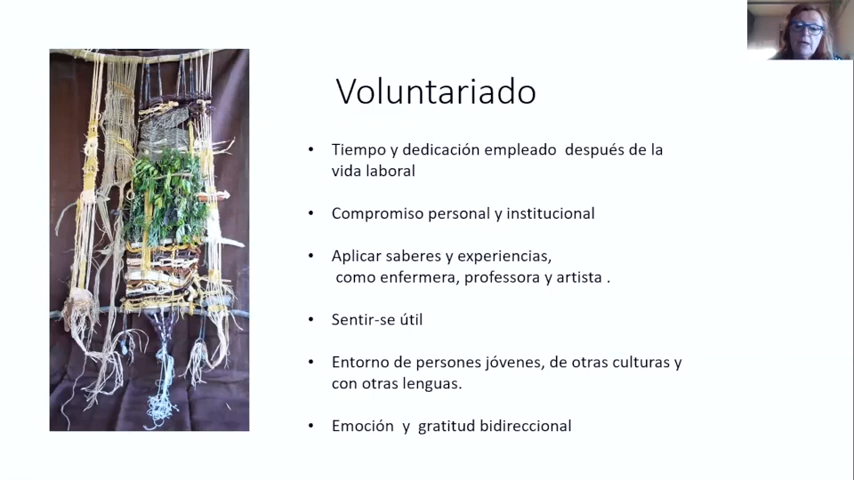 Voluntariado
• Tiempo y dedicación empleado después de la
vida laboral
• Compromiso personal y institucional
• Aplicar saberes y experiencias,
como enfermera, professora y artista .
• Sentir-se útil
• Entorno de persones jóvenes, de otras culturas y
con otras lenguas.
• Emoción y gratitud bidireccional